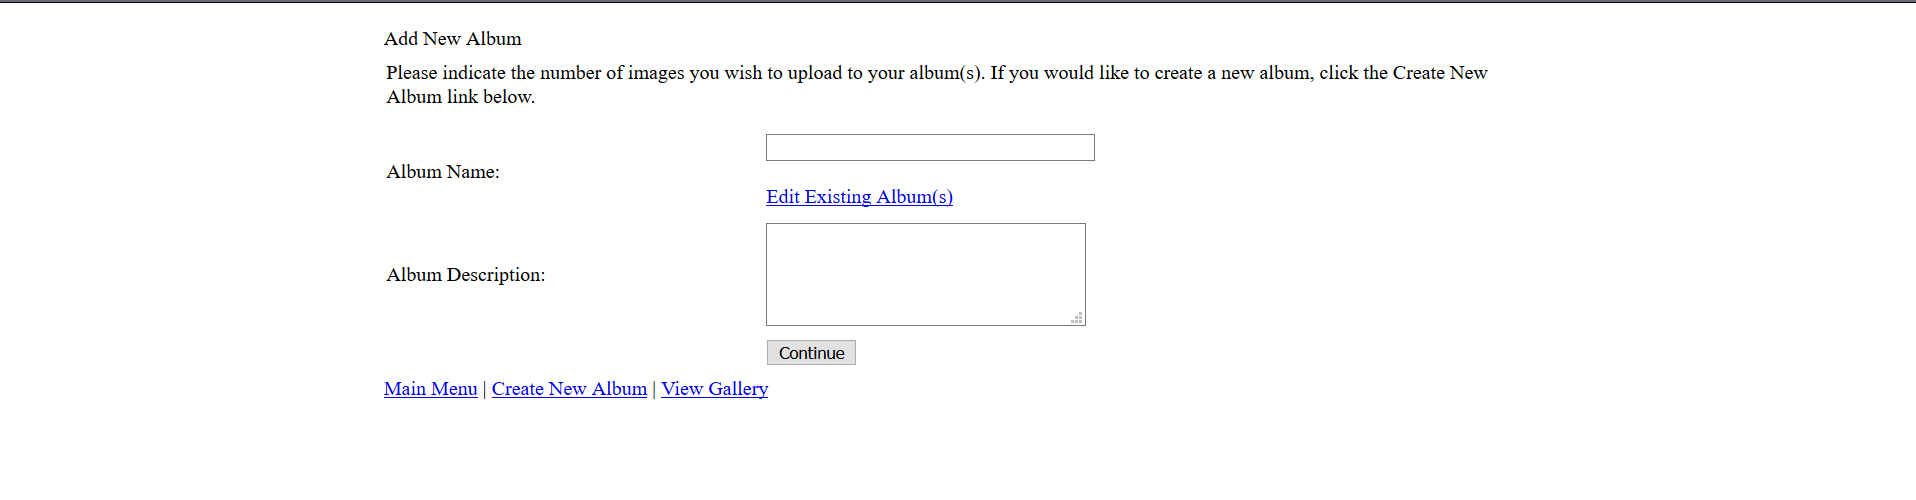 Add New Album
Please indicate the number of images you wish to upload to your album(s). If you would like to create a new album, click the Create New
Album link below.
Album Name:
Edit Existing Album(s)
Album Description:
Continue
Main Menu | Create New Album | View Gallery